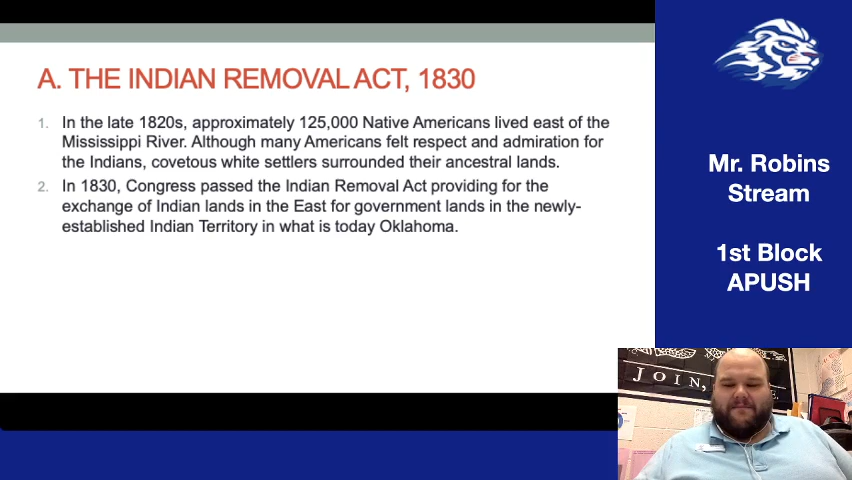 A. THE INDIAN REMOVAL ACT, 1830
1. In the late 1820s, approximately 125,000 Native Americans lived east of the
Mississippi River. Although many Americans felt respect and admiration for
the Indians, covetous white settlers surrounded their ancestral lands.
2. In 1830, Congress passed the Indian Removal Act providing for the
exchange of Indian lands in the East for government lands in the newly-
established Indian Territory in what is today Oklahoma.
Mr. Robins
Stream
1st Block
APUSH
JOIN,